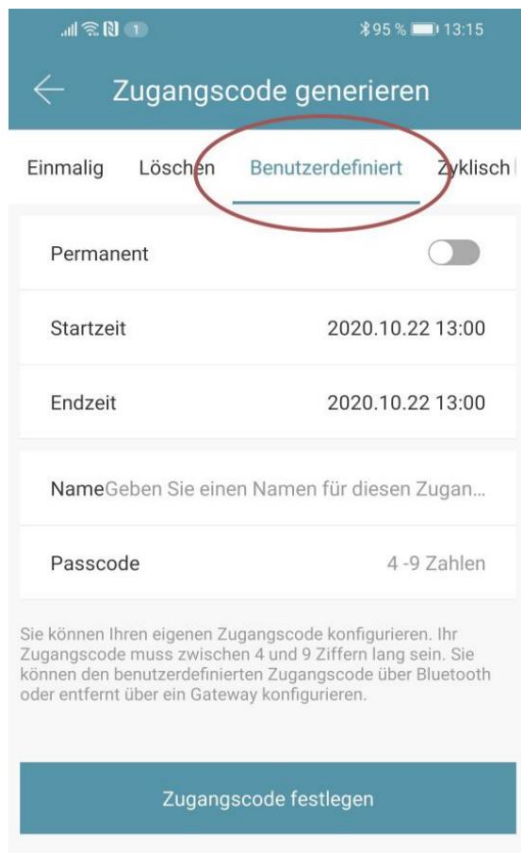 1 95 % 13:15
Zugangscode generieren
Einmalig Löschen Benutzerdefiniert Zyklisch
Permanent
Startzeit 2020.10.22 13:00
Endzeit 2020.10.22 13:00
NameGeben Sie einen Namen für diesen Zugan...
Passcode 4 -9 Zahlen
Sie können Ihren eigenen Zugangscode konfigurieren. Ihr
Zugangscode muss zwischen 4 und 9 Ziffern lang sein. Sie
können den benutzerdefinierten Zugangscode über Bluetooth
oder entfernt über ein Gateway konfigurieren.
Zugangscode festlegen